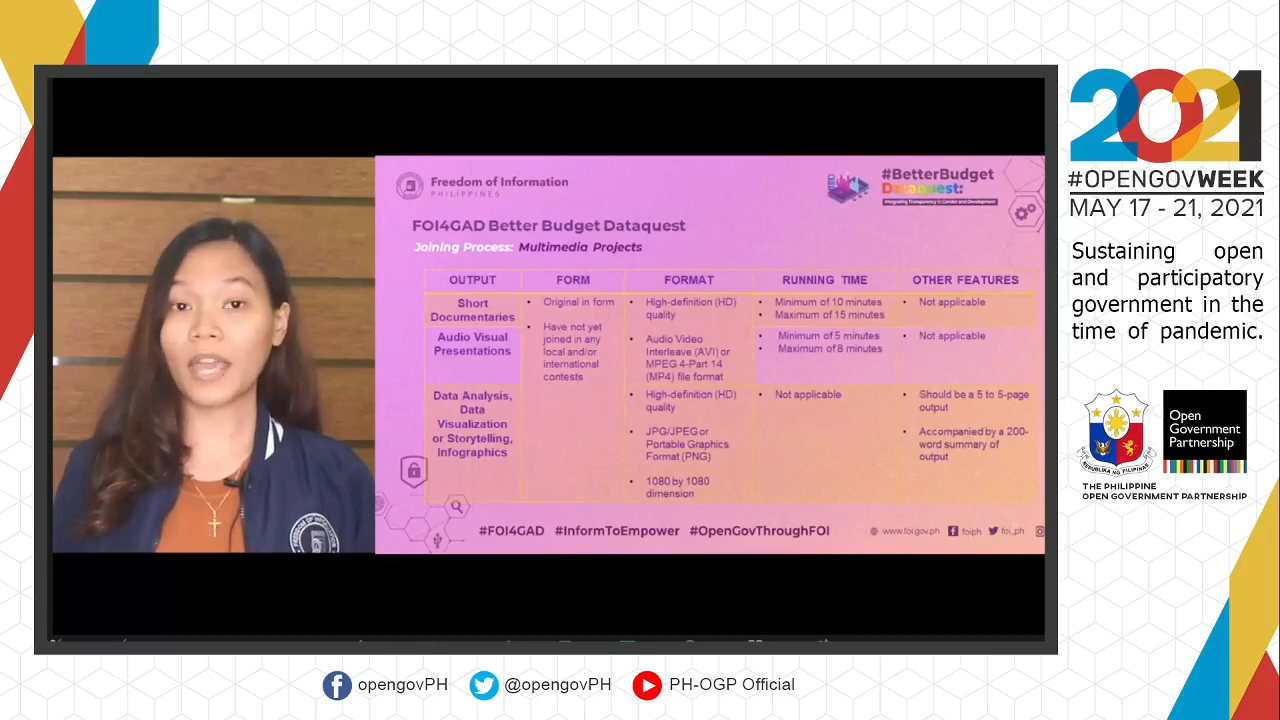 Freedom of Information
PHILIPPINES
#BetterBudget
Dataquest:
Integrating Transparency in Gender and Development
FOI4GAD Better Budget Dataquest
Joining Process: Multimedia Projects
OUTPUT FORM FORMAT RUNNING TIME OTHER FEATURES
Short
Documentaries
• Original in form
• Have not yet
joined in any
local and/or
international
contests
• High-definition (HD)
quality
• Audio Video
Interleave (AVI) or
MPEG 4-Part 14
(MP4) file format
• Minimum of 10 minutes
• Maximum of 15 minutes
• Not applicable
Audio Visual
Presentations
• Minimum of 5 minutes
• Maximum of 8 minutes
• Not applicable
Data Analysis,
Data
Visualization
or Storytelling,
Infographics
• High-definition (HD)
quality
• JPG/JPEG or
Portable Graphics
Format (PNG)
• 1080 by 1080
dimension
• Not applicable
• Should be a 5 to 5-page
output
• Accompanied by a 200-
word summary of
output
#FOI4GAD #InformToEmpower #OpenGovThroughFOI
www.foi.gov.ph foiph foi_ph
2021
#OPENGOVWEEK
MAY 17 - 21, 2021
Sustaining open
and participatory
government in the
time of pandemic.
REPUBLIKA NG PILIPINAS
Open
Government
Partnership
THE PHILIPPINE
OPEN GOVERNMENT PARTNERSHIP
opengovPH @opengovPH PH-OGP Official